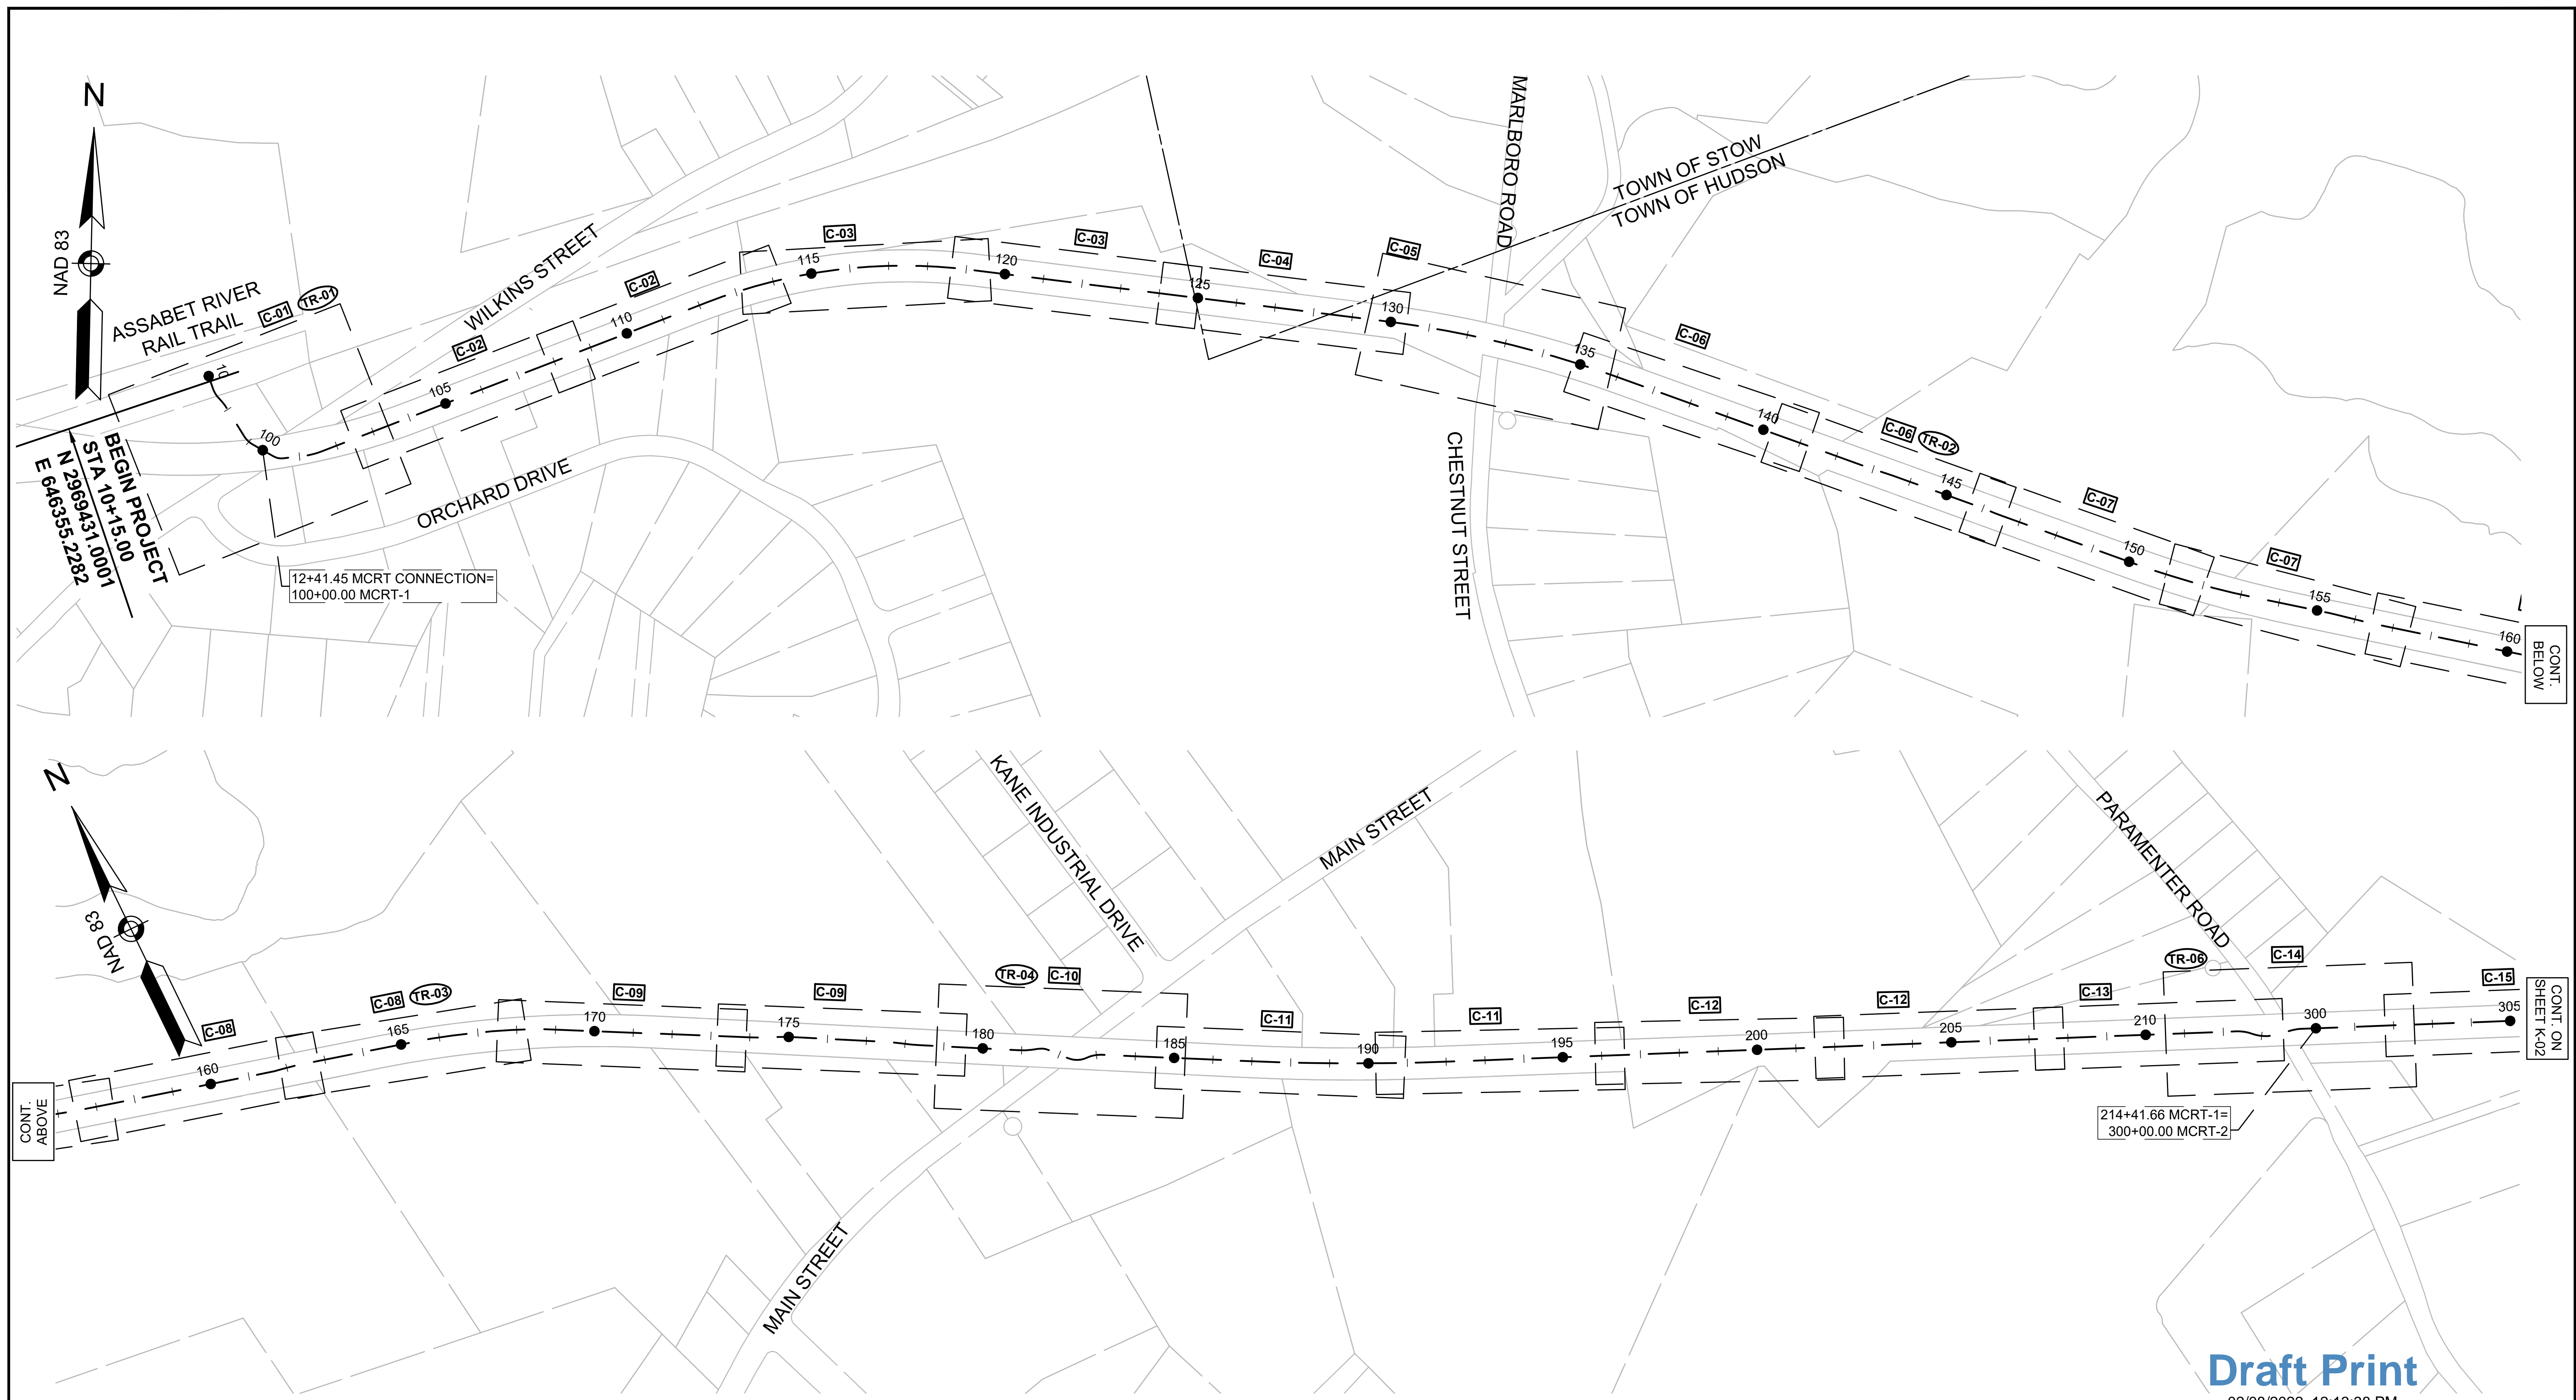 N
NAD 83
ASSABET RIVER
RAIL TRAIL
C-01
TR-01
10
BEGIN PROJECT
STA 10+15.00
N 2969431.0001
E 646355.2282
100
12+41.45 MCRT CONNECTION=
100+00.00 MCRT-1
ORCHARD DRIVE
WILKINS STREET
C-02
105
C-02
110
C-03
115
C-03
120
125
C-04
C-05
130
MARLBORO ROAD
CHESTNUT STREET
TOWN OF STOW
TOWN OF HUDSON
135
C-06
140
C-06
TR-02
145
C-07
150
C-07
155
160
CONT.
BELOW
N
NAD 83
CONT.
ABOVE
C-08
160
C-08
TR-03
165
C-09
170
C-09
175
TR-04
C-10
180
KANE INDUSTRIAL DRIVE
MAIN STREET
MAIN STREET
185
C-11
190
C-11
195
C-12
200
C-12
205
C-13
210
TR-06
C-14
PARAMENTER ROAD
300
214+41.66 MCRT-1=
300+00.00 MCRT-2
C-15
305
CONT. ON
SHEET K-02
Draft Print